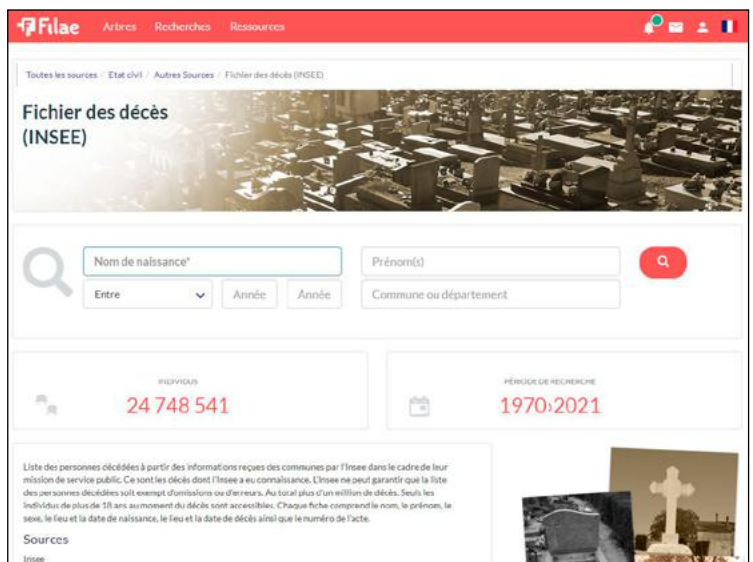 Filae Arbres Recherches Ressources
Toutes les sources / Etat civil / Autres Sources / Fichier des décès (INSEE)
Fichier des décès
(INSEE)
Nom de naissance* Prénom(s)
Entre Année Année Commune ou département
INDIVIDUS
24 748 541
PÉRIODE DE RECHERCHE
1970›2021
Liste des personnes décédées à partir des informations reçues des communes par l'Insee dans le cadre de leur
mission de service public. Ce sont les décès dont l'Insee a eu connaissance. L'Insee ne peut garantir que la liste
des personnes décédées soit exempt d'omissions ou d'erreurs. Au total plus d'un million de décès. Seuls les
individus de plus de 18 ans au moment du décès sont accessibles. Chaque fiche comprend le nom, le prénom, le
sexe, le lieu et la date de naissance, le lieu et la date de décès ainsi que le numéro de l'acte.
Sources
Insee